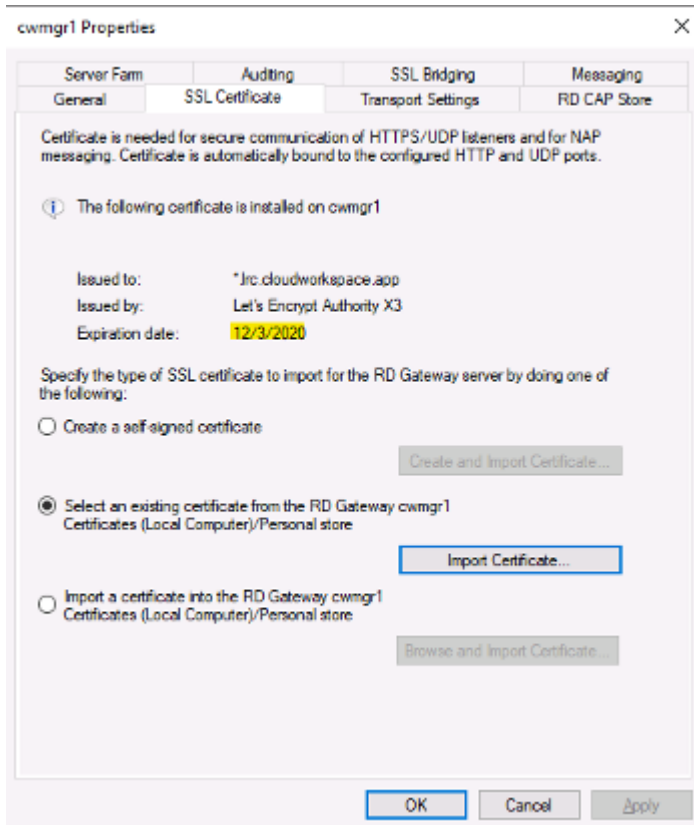 cwmgr1 Properties
Server Farm
Auditing
SSL Bridging
Messaging
General
SSL Certificate
Transport Settings
RD CAP Store
Certificate is needed for secure communication of HTTPS/UDP listeners and for NAP
messaging. Certificate is automatically bound to the configured HTTP and UDP ports.
The following certificate is installed on cwmgr1
Issued to: *.lrc.cloudworkspace.app
Issued by: Let's Encrypt Authority X3
Expiration date: 12/3/2020
Specify the type of SSL certificate to import for the RD Gateway server by doing one of
the following:
Create a self-signed certificate
Create and Import Certificate...
Select an existing certificate from the RD Gateway cwmgr1
Certificates (Local Computer)/Personal store
Import Certificate...
Import a certificate into the RD Gateway cwmgr1
Certificates (Local Computer)/Personal store
Browse and Import Certificate...
OK
Cancel
Apply